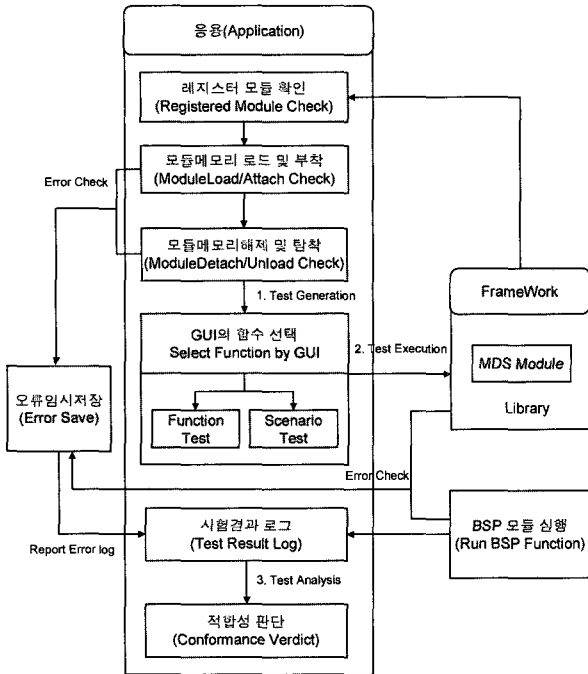 응용(Application)
레지스터 모듈 확인
(Registered Module Check)
모듈메모리 로드 및 부착
(ModuleLoad/Attach Check)
Error Check
모듈메모리해제 및 탈착
(ModuleDetach/Unload Check)
1. Test Generation
FrameWork
GUI의 함수 선택
Select Function by GUI
2. Test Execution
MDS Module
Library
오류임시저장
(Error Save)
Function
Test
Scenario
Test
Error Check
시험결과 로그
(Test Result Log)
BSP 모듈 실행
(Run BSP Function)
Report Error log
3. Test Analysis
적합성 판단
(Conformance Verdict)